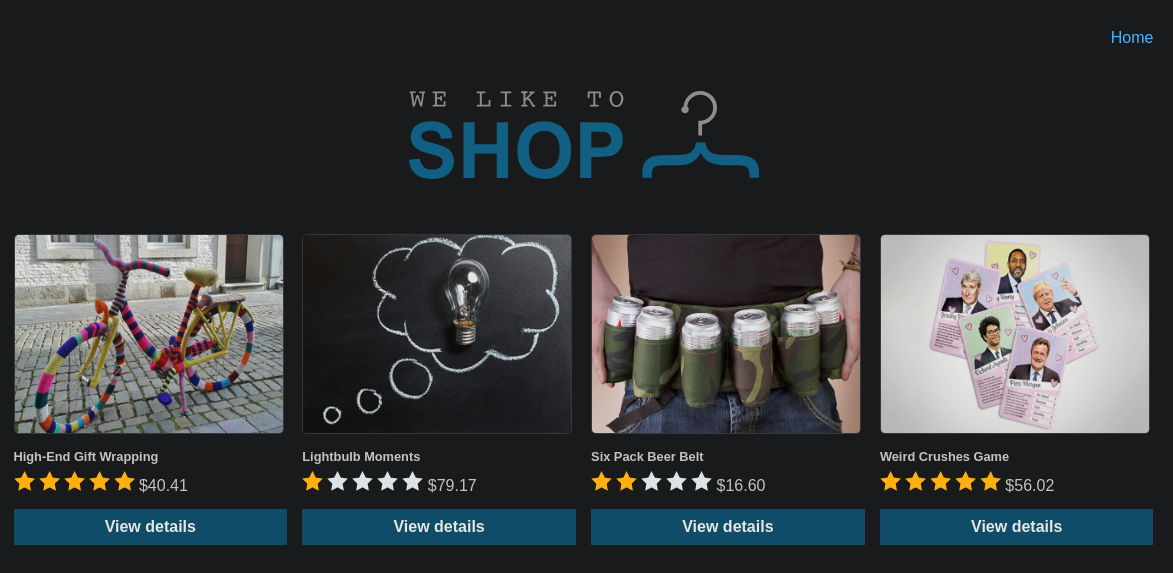 Home
WE LIKE TO
SHOP
High-End Gift Wrapping
$40.41
View details
Lightbulb Moments
$79.17
View details
Six Pack Beer Belt
$16.60
View details
Weird Crushes Game
$56.02
View details